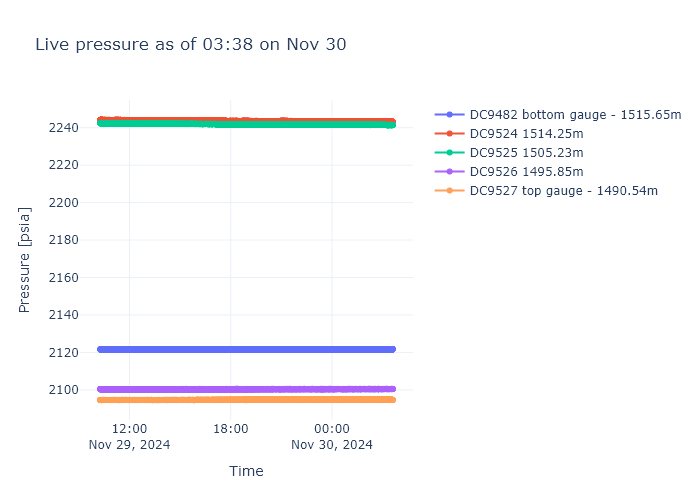 Live pressure as of 03:38 on Nov 30
Pressure [psia]
2240
2220
2200
2180
2160
2140
2120
2100
12:00
Nov 29, 2024
18:00
00:00
Nov 30, 2024
Time
DC9482 bottom gauge - 1515.65m
DC9524 1514.25m
DC9525 1505.23m
DC9526 1495.85m
DC9527 top gauge - 1490.54m